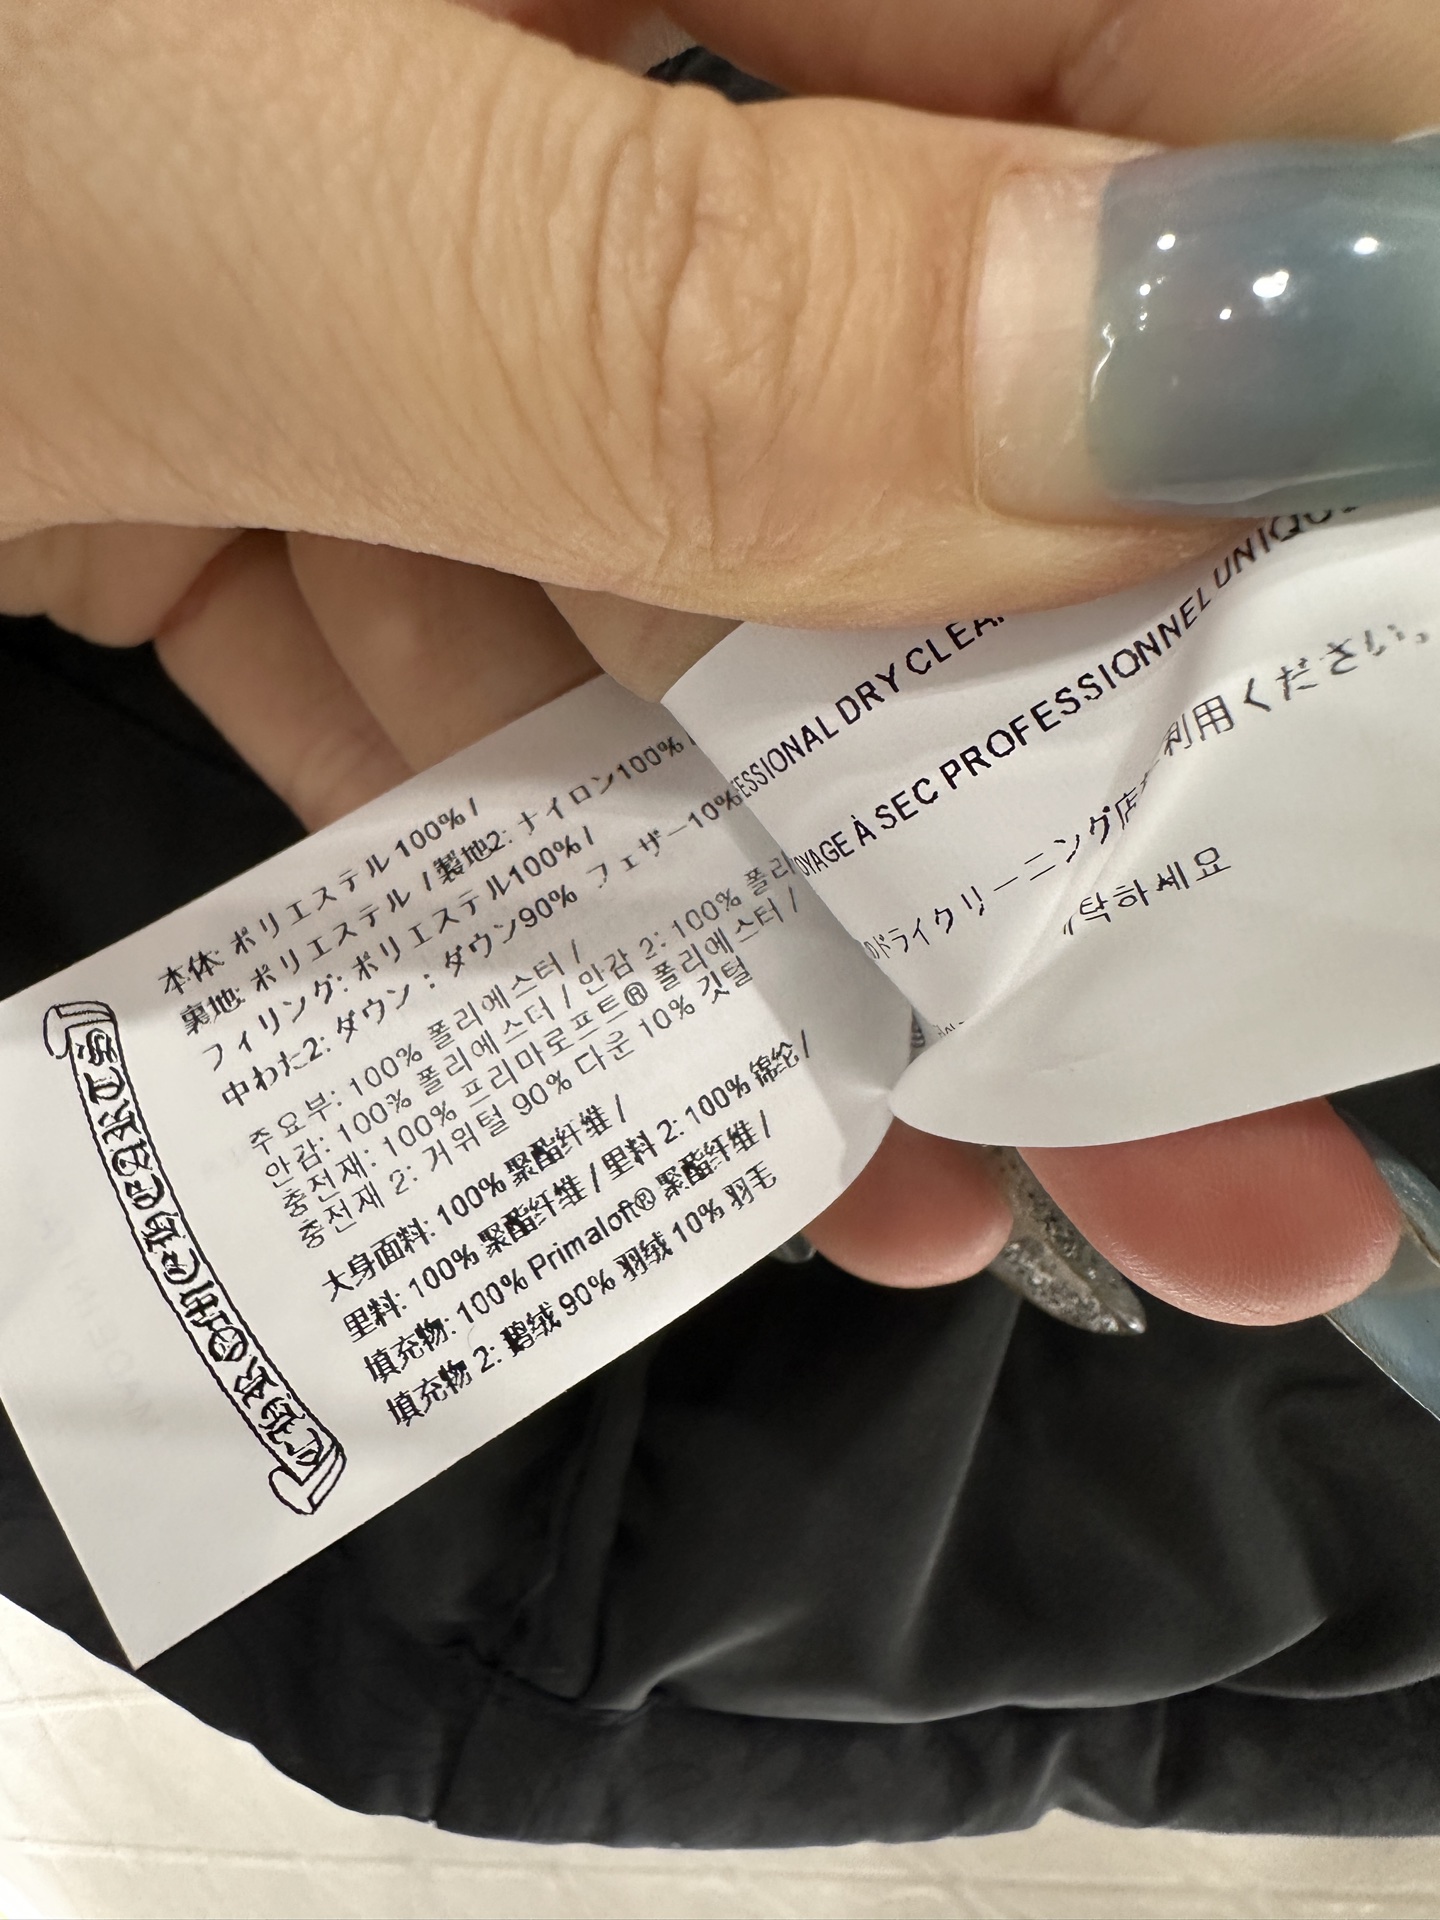 本体: ポリエステル 100% /
裏地: ポリエステル / 裏地2: ナイロン100% /
フィリング: ポリエステル100% /
中わた2: ダウン : ダウン90% フェザー10%
주요부: 100% 폴리에스터 /
안감: 100% 폴리에스터 / 안감 2: 100% 폴리
충전재: 100% 프리마로프트® 폴리에스터 /
충전재 2: 거위털 90% 다운 10% 깃털
大身面料: 100% 聚酯纤维 /
里料: 100% 聚酯纤维 / 里料 2: 100% 锦纶 /
填充物: 100% Primaloft® 聚酯纤维 /
填充物 2: 鹅绒 90% 羽绒 10% 羽毛
ESSIONAL DRY CLEA
OYAGE À SEC PROFESSIONNEL UNIQU
のドライクリーニング店 利用ください。
탁하세요